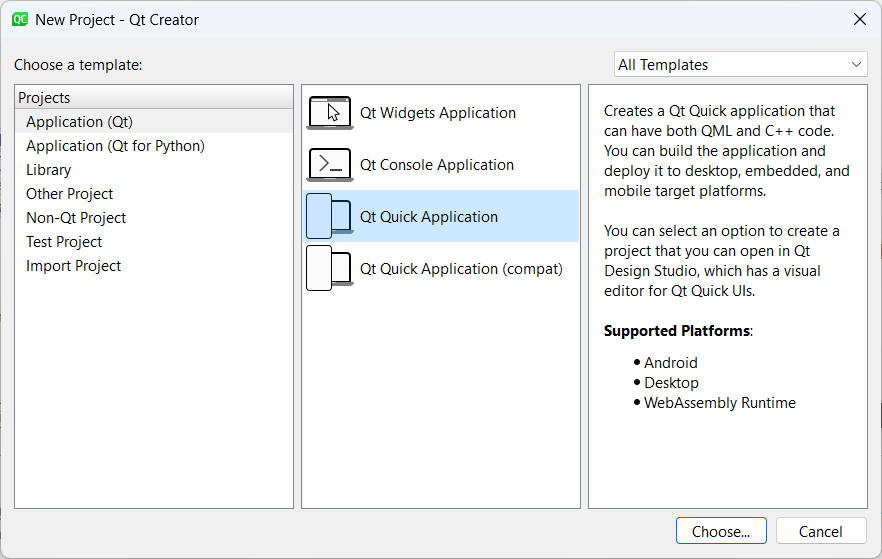 QC New Project - Qt Creator
Choose a template:
All Templates
Projects
Application (Qt)
Application (Qt for Python)
Library
Other Project
Non-Qt Project
Test Project
Import Project
Qt Widgets Application
Qt Console Application
Qt Quick Application
Qt Quick Application (compat)
Creates a Qt Quick application that
can have both QML and C++ code.
You can build the application and
deploy it to desktop, embedded, and
mobile target platforms.
You can select an option to create a
project that you can open in Qt
Design Studio, which has a visual
editor for Qt Quick UIs.
Supported Platforms:
• Android
• Desktop
• WebAssembly Runtime
Choose...
Cancel